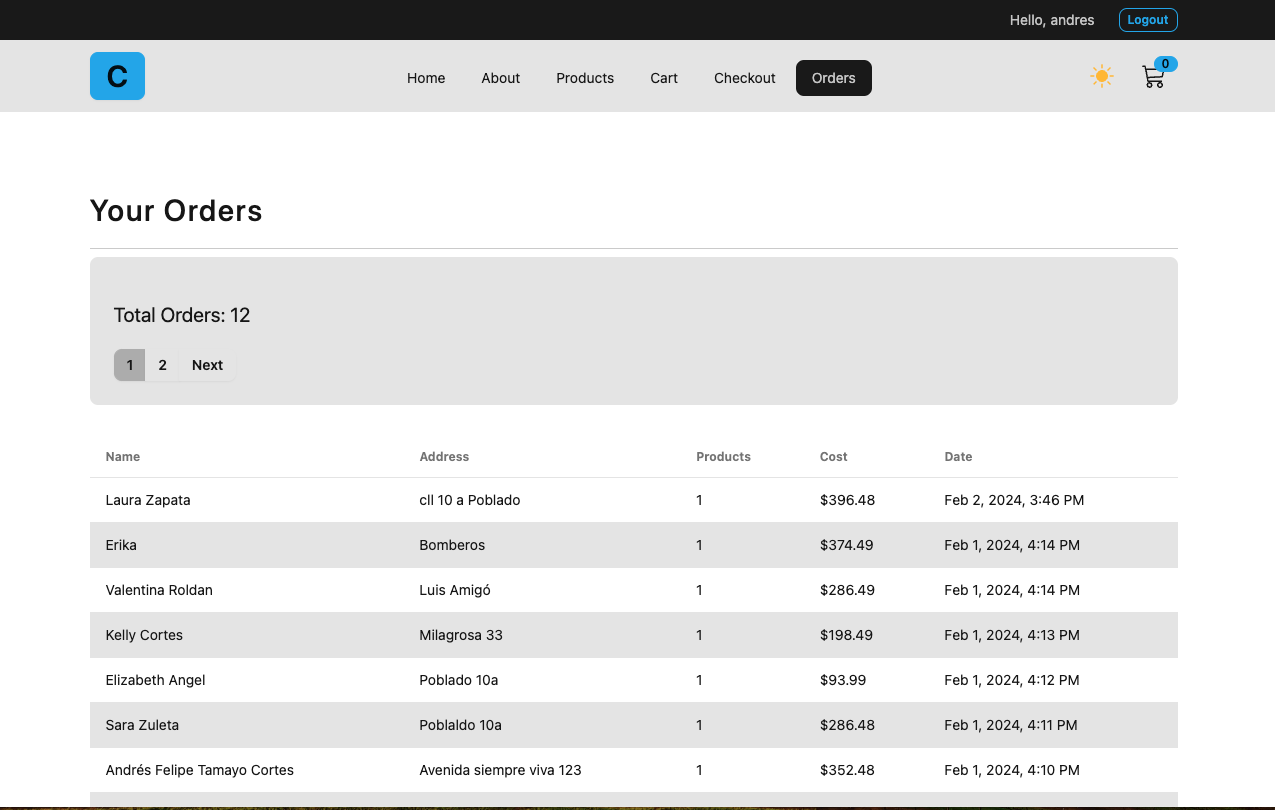 Hello, andres Logout
C Home About Products Cart Checkout Orders 0
Your Orders
Total Orders: 12
1 2 Next
Name Address Products Cost Date
Laura Zapata cll 10 a Poblado 1 $396.48 Feb 2, 2024, 3:46 PM
Erika Bomberos 1 $374.49 Feb 1, 2024, 4:14 PM
Valentina Roldan Luis Amigó 1 $286.49 Feb 1, 2024, 4:14 PM
Kelly Cortes Milagrosa 33 1 $198.49 Feb 1, 2024, 4:13 PM
Elizabeth Angel Poblado 10a 1 $93.99 Feb 1, 2024, 4:12 PM
Sara Zuleta Poblaldo 10a 1 $286.48 Feb 1, 2024, 4:11 PM
Andrés Felipe Tamayo Cortes Avenida siempre viva 123 1 $352.48 Feb 1, 2024, 4:10 PM